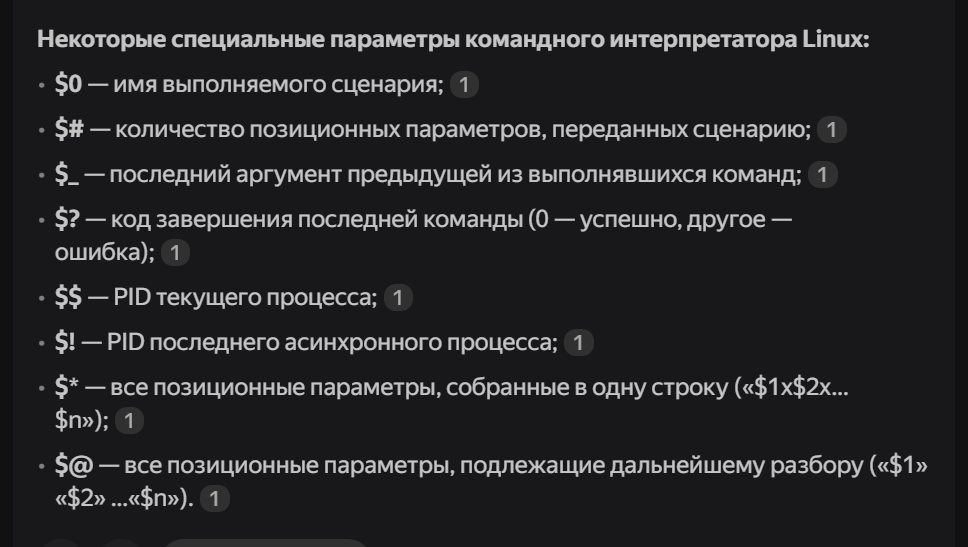 Некоторые специальные параметры командного интерпретатора Linux:
• $0 — имя выполняемого сценария; 1
• $# — количество позиционных параметров, переданных сценарию; 1
• $_ — последний аргумент предыдущей из выполнявшихся команд; 1
• $? — код завершения последней команды (0 — успешно, другое —
ошибка); 1
• $$ — PID текущего процесса; 1
• $! — PID последнего асинхронного процесса; 1
• $* — все позиционные параметры, собранные в одну строку («$1x$2x...
$n»); 1
• $@ — все позиционные параметры, подлежащие дальнейшему разбору («$1»
«$2» ...«$n»). 1